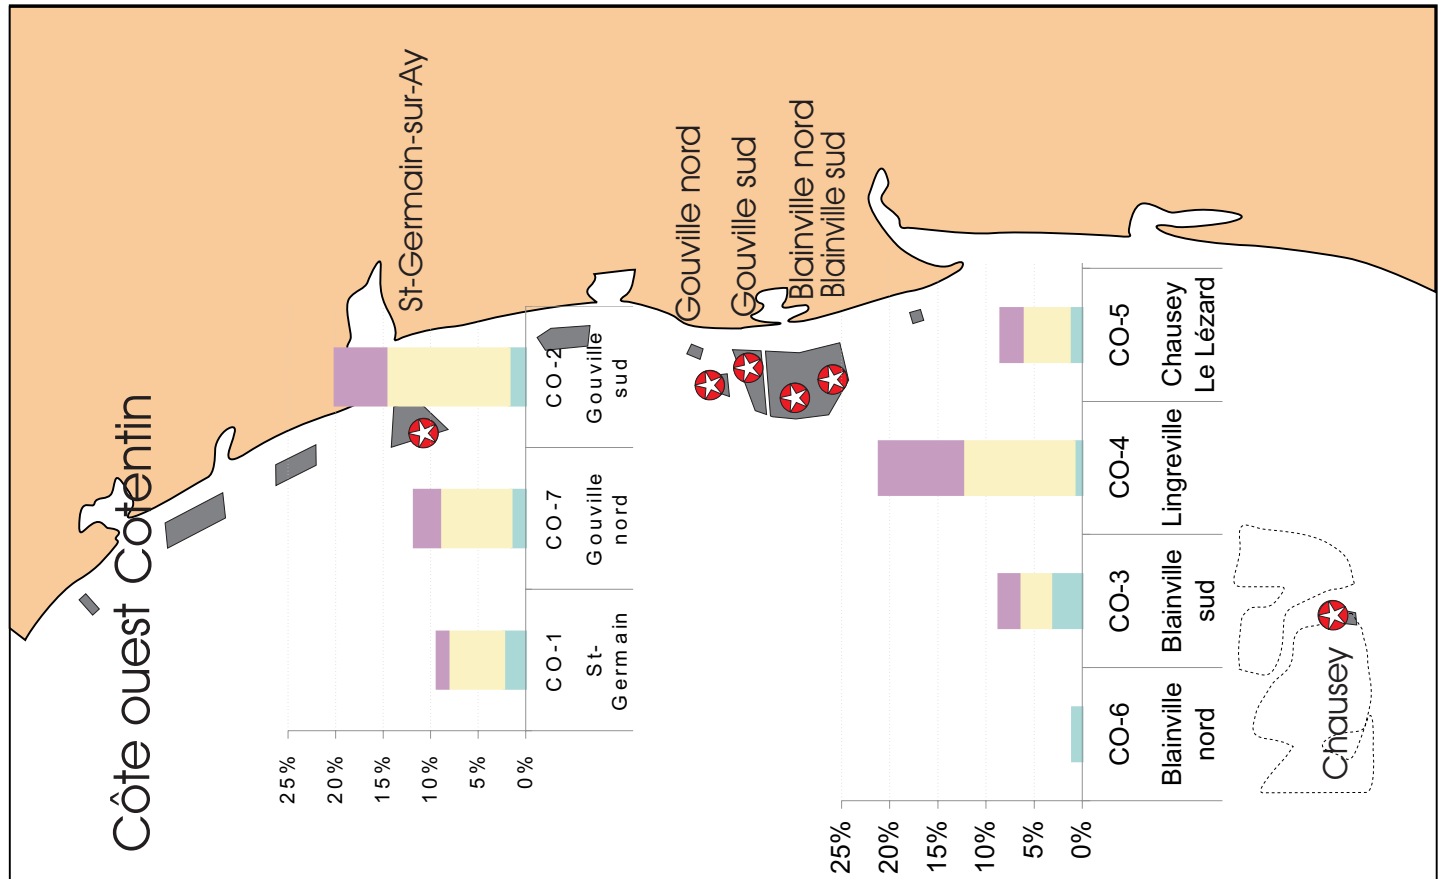 Côte ouest Cotentin
St-Germain-sur-Ay
Gouville nord
Gouville sud
Blainville nord
Blainville sud
25%
20%
15%
10%
5%
0%
CO-1
St-
Germain
CO-7
Gouville
nord
CO-2
Gouville
sud
25%
20%
15%
10%
5%
0%
CO-6
Blainville
nord
CO-3
Blainville
sud
CO-4
Lingreville
CO-5
Chausey
Le Lézard
Chausey